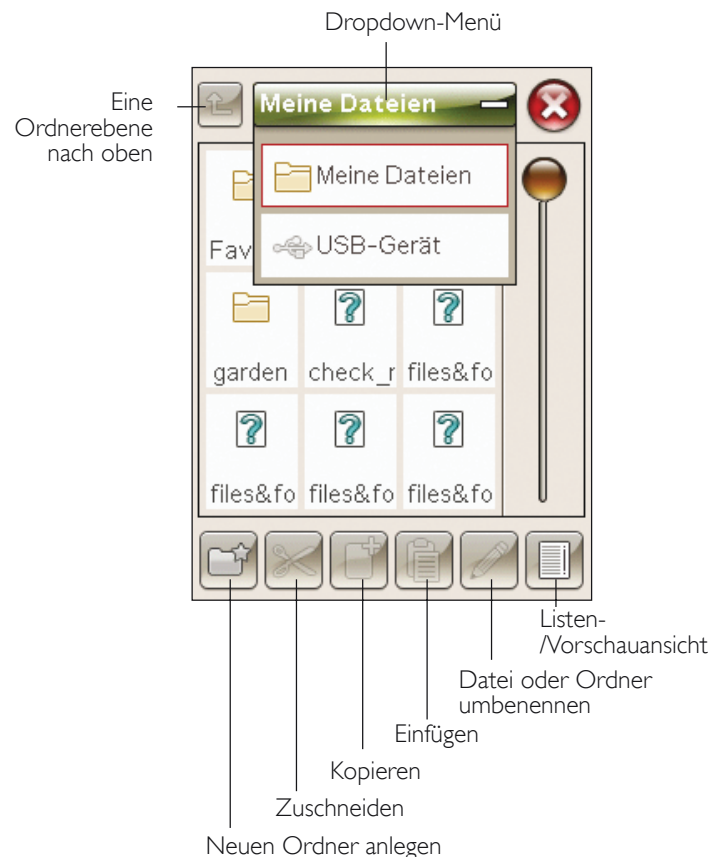 Dropdown-Menü
Eine
Ordnerebene
nach oben
Meine Dateien
Meine Dateien
USB-Gerät
Fav
garden
check_r
files&fo
files&fo
files&fo
files&fo
Listen-
/Vorschauansicht
Datei oder Ordner
umbenennen
Einfügen
Kopieren
Zuschneiden
Neuen Ordner anlegen